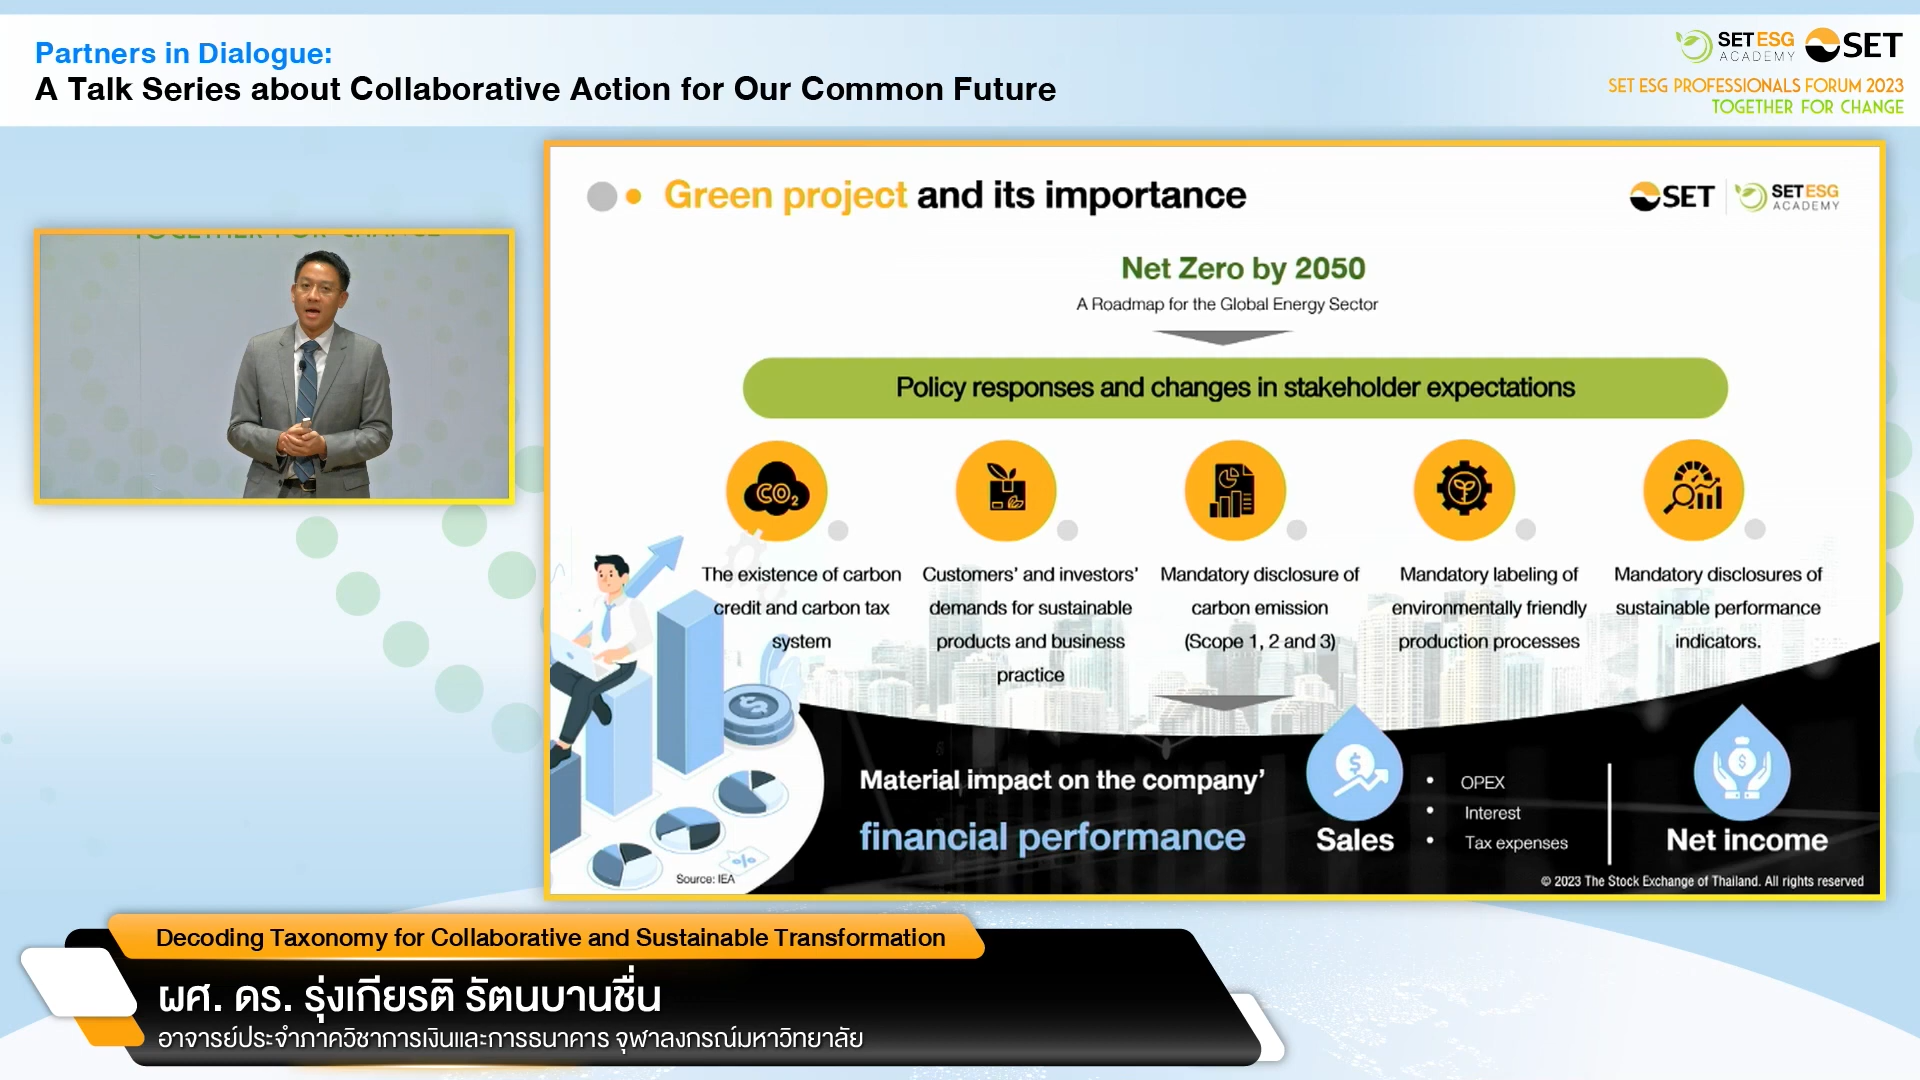 Partners in Dialogue:
A Talk Series about Collaborative Action for Our Common Future
SET ESG
ACADEMY
SET
SET ESG PROFESSIONALS FORUM 2023
TOGETHER FOR CHANGE
TOGETHER FOR CHANGE
Green project and its importance
SET
SET ESG
ACADEMY
Net Zero by 2050
A Roadmap for the Global Energy Sector
Policy responses and changes in stakeholder expectations
CO2
The existence of carbon
credit and carbon tax
system
Customers' and investors'
demands for sustainable
products and business
practice
Mandatory disclosure of
carbon emission
(Scope 1, 2 and 3)
Mandatory labeling of
environmentally friendly
production processes
Mandatory disclosures of
sustainable performance
indicators.
Material impact on the company'
financial performance
Sales
• OPEX
• Interest
• Tax expenses
Net income
%
Source: IEA
© 2023 The Stock Exchange of Thailand. All rights reserved
Decoding Taxonomy for Collaborative and Sustainable Transformation
ผศ. ดร. รุ่งเกียรติ รัตนบานชื่น
อาจารย์ประจำภาควิชาการเงินและการธนาคาร จุฬาลงกรณ์มหาวิทยาลัย